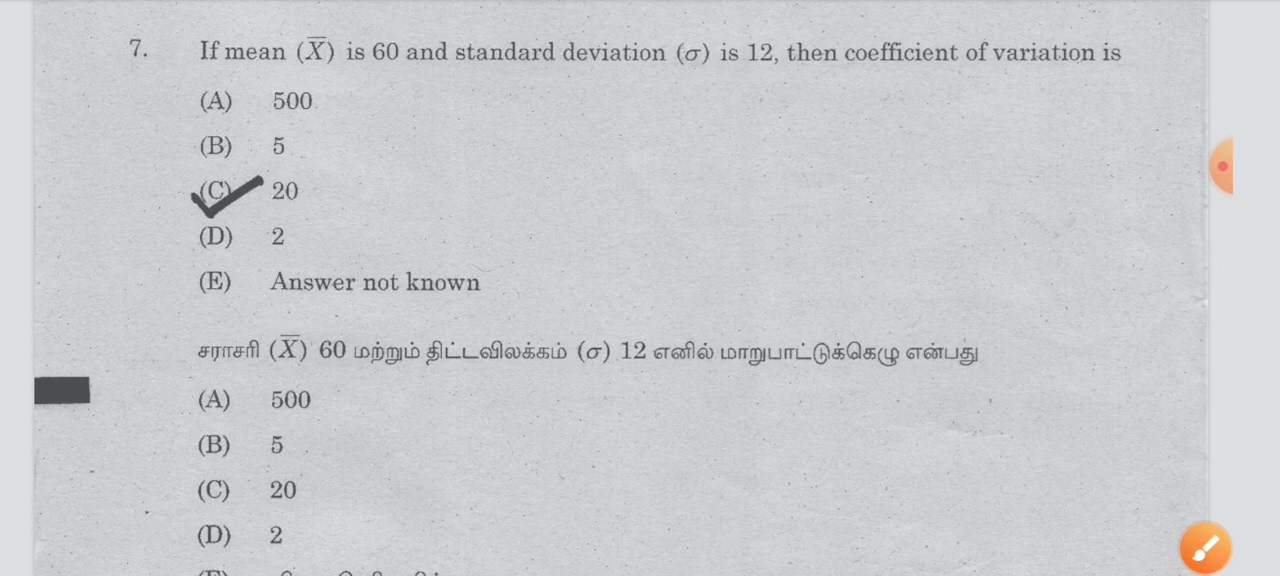 7. If mean (X̅) is 60 and standard deviation (σ) is 12, then coefficient of variation is
(A) 500
(B) 5
(C) 20
(D) 2
(E) Answer not known
சராசரி (X̅) 60 மற்றும் திட்டவிலக்கம் (σ) 12 எனில் மாறுபாட்டுக்கெழு என்பது
(A) 500
(B) 5
(C) 20
(D) 2